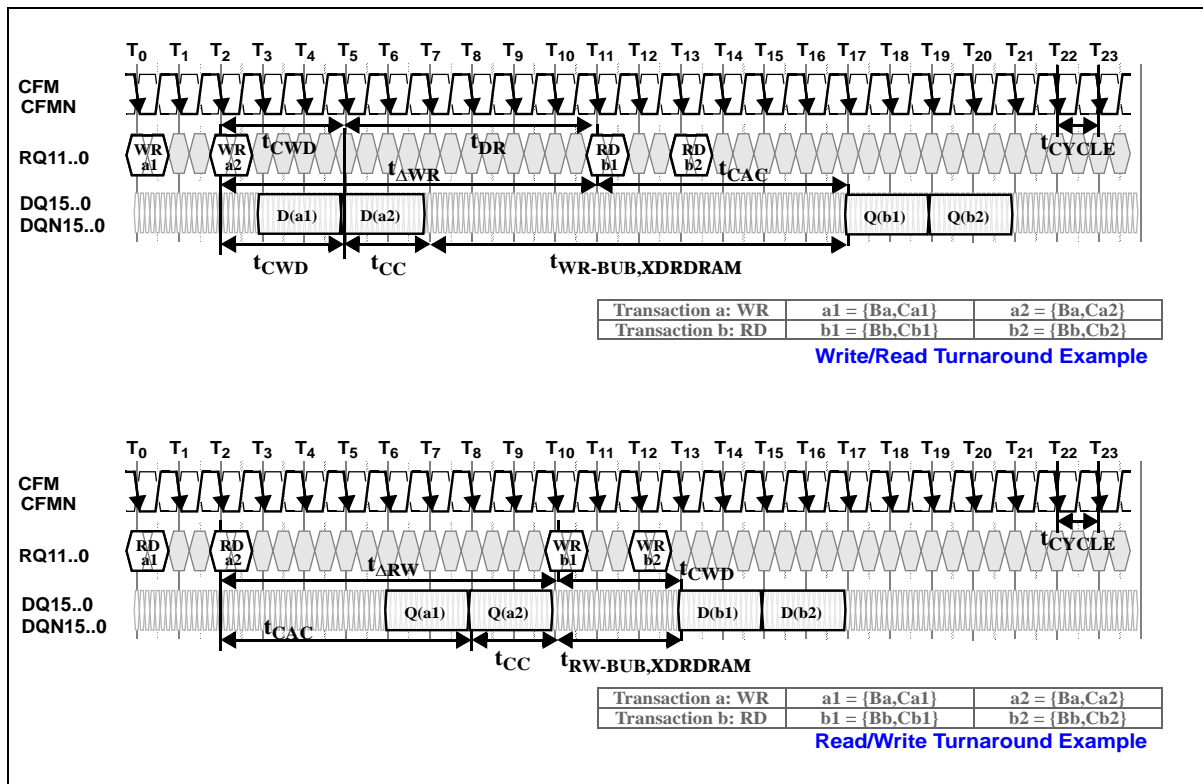 T0 T1 T2 T3 T4 T5 T6 T7 T8 T9 T10 T11 T12 T13 T14 T15 T16 T17 T18 T19 T20 T21 T22 T23
CFM
CFMN
tCWD tDR tCYCLE
RQ11..0 WR a1 WR a2 RD b1 RD b2
tΔWR tCAC
DQ15..0
DQN15..0
D(a1) D(a2) Q(b1) Q(b2)
tCWD tCC tWR-BUB,XDRDRAM
Transaction a: WR a1 = {Ba,Ca1} a2 = {Ba,Ca2}
Transaction b: RD b1 = {Bb,Cb1} b2 = {Bb,Cb2}
Write/Read Turnaround Example
T0 T1 T2 T3 T4 T5 T6 T7 T8 T9 T10 T11 T12 T13 T14 T15 T16 T17 T18 T19 T20 T21 T22 T23
CFM
CFMN
tCYCLE
RQ11..0 RD a1 RD a2 WR b1 WR b2
tΔRW tCWD
DQ15..0
DQN15..0
Q(a1) Q(a2) D(b1) D(b2)
tCAC tCC tRW-BUB,XDRDRAM
Transaction a: WR a1 = {Ba,Ca1} a2 = {Ba,Ca2}
Transaction b: RD b1 = {Bb,Cb1} b2 = {Bb,Cb2}
Read/Write Turnaround Example